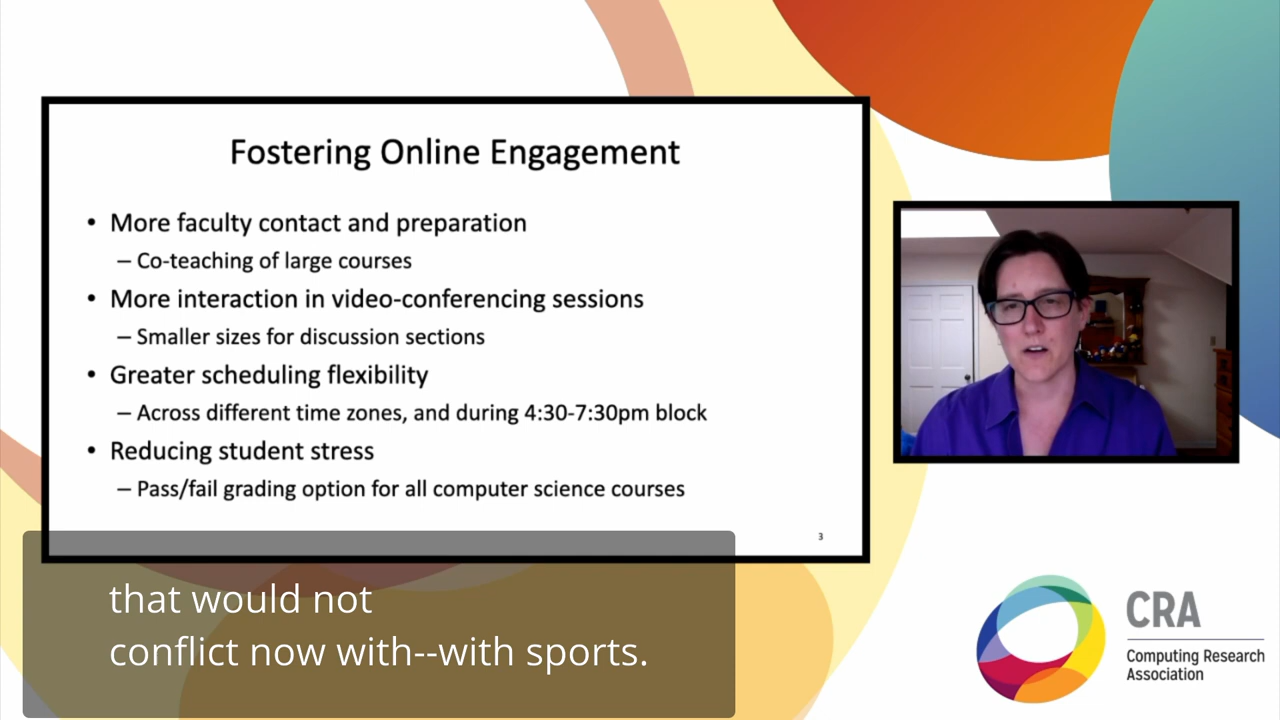 Fostering Online Engagement
• More faculty contact and preparation
– Co-teaching of large courses
• More interaction in video-conferencing sessions
– Smaller sizes for discussion sections
• Greater scheduling flexibility
– Across different time zones, and during 4:30-7:30pm block
• Reducing student stress
– Pass/fail grading option for all computer science courses
3
that would not
conflict now with--with sports.
CRA
Computing Research
Association